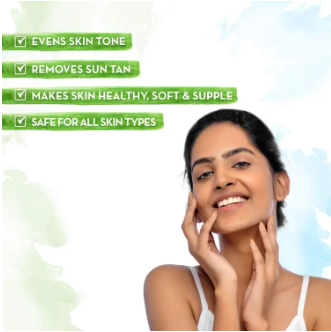 EVENS SKIN TONE
REMOVES SUN TAN
MAKES SKIN HEALTHY, SOFT & SUPPLE
SAFE FOR ALL SKIN TYPES